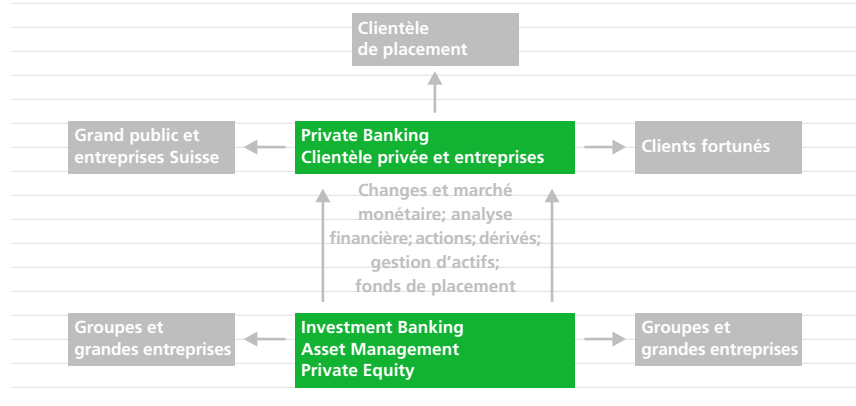 Clientèle
de placement
Grand public et
entreprises Suisse
Private Banking
Clientèle privée et entreprises
Clients fortunés
Changes et marché
monétaire; analyse
financière; actions; dérivés;
gestion d’actifs;
fonds de placement
Groupes et
grandes entreprises
Investment Banking
Asset Management
Private Equity
Groupes et
grandes entreprises